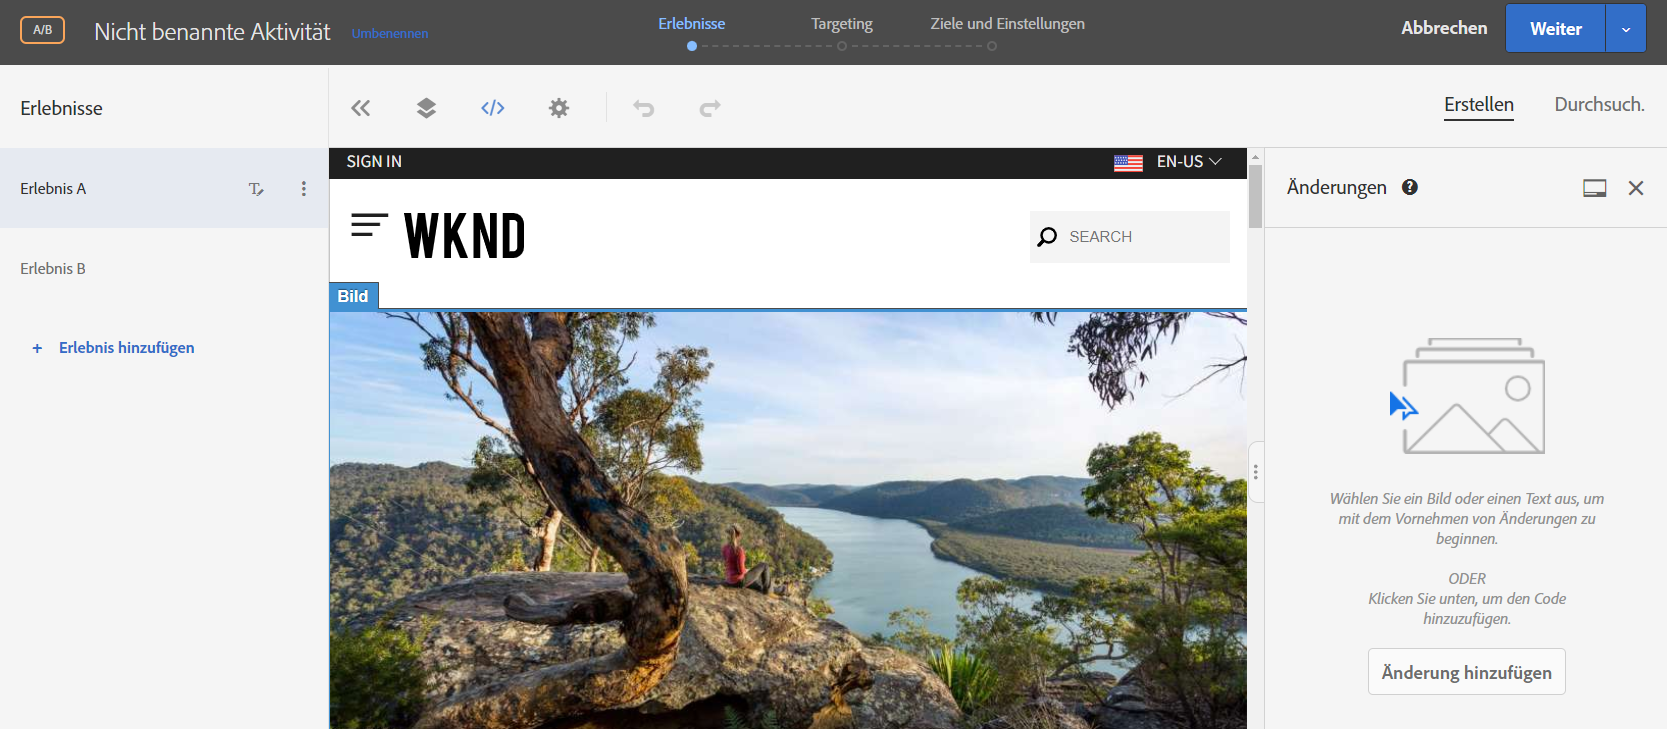 A/B
Nicht benannte Aktivität
Umbenennen
Erlebnisse
Targeting
Ziele und Einstellungen
Abbrechen
Weiter
Erlebnisse
Erstellen
Durchsuch.
Erlebnis A
Erlebnis B
+ Erlebnis hinzufügen
SIGN IN
EN-US
WKND
SEARCH
Bild
Änderungen
Wählen Sie ein Bild oder einen Text aus, um
mit dem Vornehmen von Änderungen zu
beginnen.
ODER
Klicken Sie unten, um den Code
hinzuzufügen.
Änderung hinzufügen